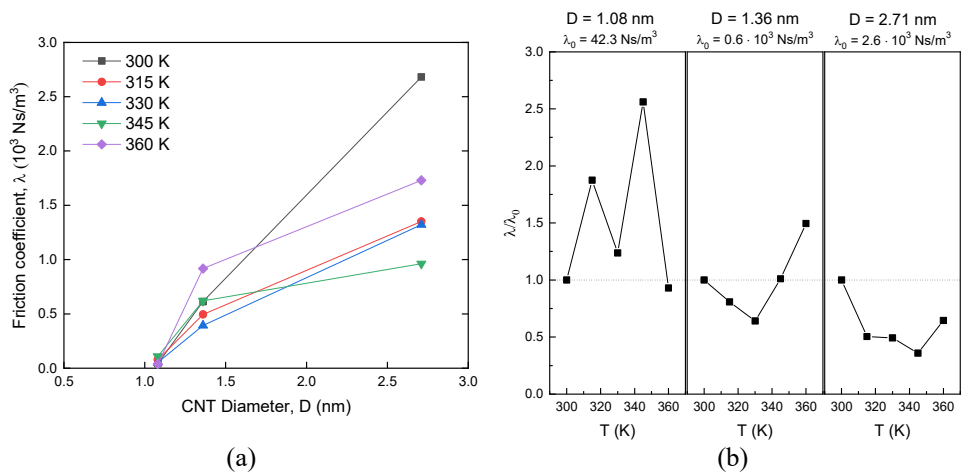 3.0
2.5
2.0
1.5
1.0
0.5
0.0
0.5 1.0 1.5 2.0 2.5 3.0
Friction coefficient, λ (10³ Ns/m³)
CNT Diameter, D (nm)
300 K
315 K
330 K
345 K
360 K
(a)
D = 1.08 nm
λ₀ = 42.3 Ns/m³
D = 1.36 nm
λ₀ = 0.6 · 10³ Ns/m³
D = 2.71 nm
λ₀ = 2.6 · 10³ Ns/m³
3.0
2.5
2.0
1.5
1.0
0.5
0.0
λ/λ₀
300 320 340 360
300 320 340 360
300 320 340 360
T (K)
T (K)
T (K)
(b)